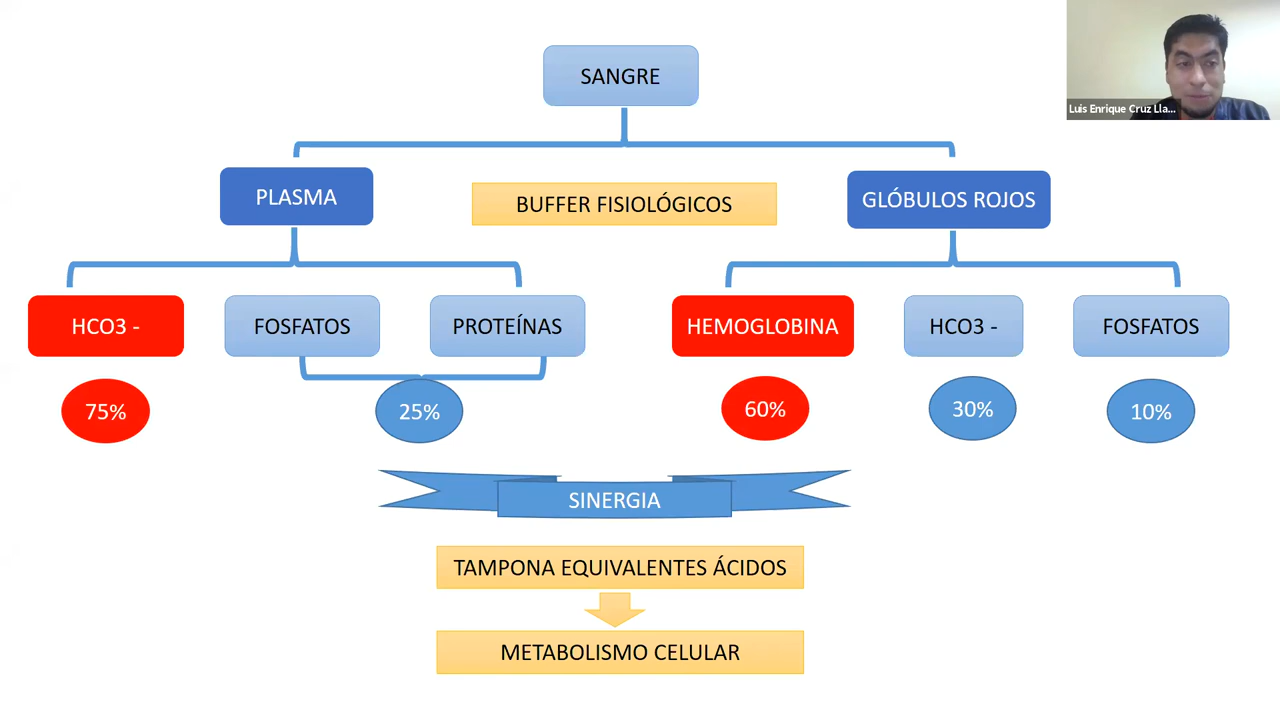 SANGRE
Luis Enrique Cruz Lla...
PLASMA
BUFFER FISIOLÓGICOS
GLÓBULOS ROJOS
HCO3 -
FOSFATOS
PROTEÍNAS
HEMOGLOBINA
HCO3 -
FOSFATOS
75%
25%
60%
30%
10%
SINERGIA
TAMPONA EQUIVALENTES ÁCIDOS
METABOLISMO CELULAR